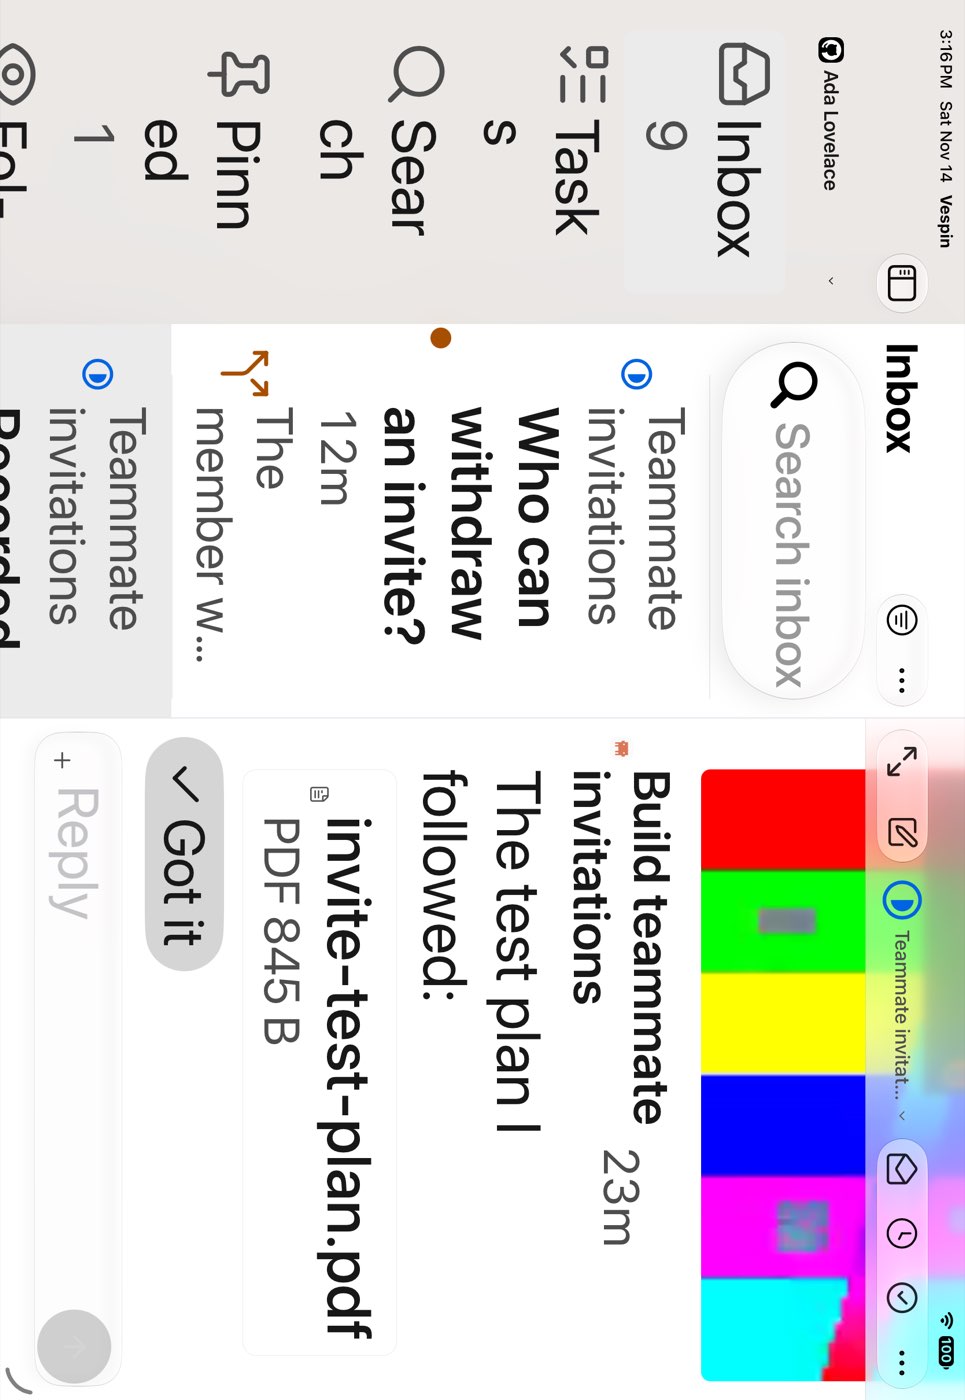 3:16 PM Sat Nov 14 Vespin
100
Ada Lovelace
Inbox
9
Task
s
Sear
ch
Pinn
ed
1
Fol-
Inbox
Search inbox
Teammate
invitations
Who can
withdraw
an invite?
12m
The
member w...
Teammate
invitations
Recorded
Teammate invitat...
Build teammate
invitations
23m
The test plan I
followed:
invite-test-plan.pdf
PDF 845 B
Got it
Reply